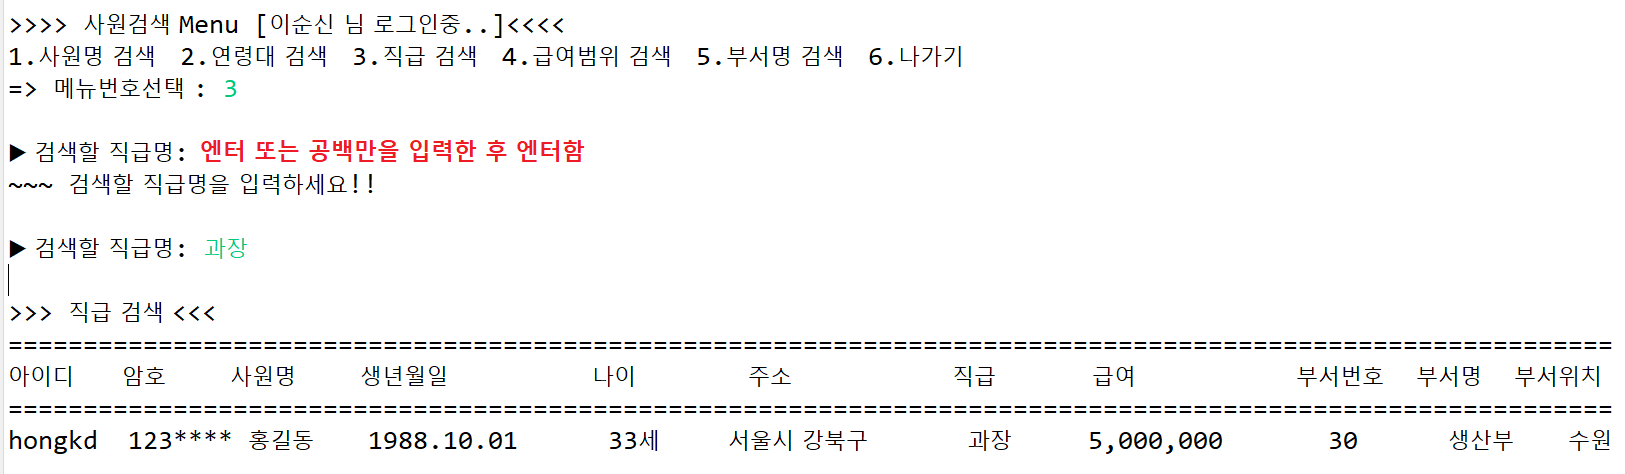 >>>> 사원검색 Menu [이순신 님 로그인중..]<<<<
1.사원명 검색  2.연령대 검색  3.직급 검색  4.급여범위 검색  5.부서명 검색  6.나가기
=> 메뉴번호선택 : 3
▶ 검색할 직급명: 엔터 또는 공백만을 입력한 후 엔터함
~~~ 검색할 직급명을 입력하세요!!
▶ 검색할 직급명: 과장
>>> 직급 검색 <<<
===========================================================================================================
아이디 암호 사원명 생년월일 나이 주소 직급 급여 부서번호 부서명 부서위치
===========================================================================================================
hongkd 123**** 홍길동 1988.10.01 33세 서울시 강북구 과장 5,000,000 30 생산부 수원